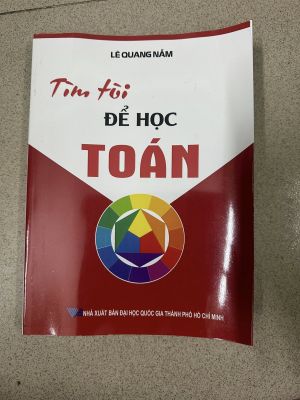 LÊ QUANG NẪM
Tìm tòi
ĐỂ HỌC
TOÁN
NHÀ XUẤT BẢN ĐẠI HỌC QUỐC GIA THÀNH PHỐ HỒ CHÍ MINH